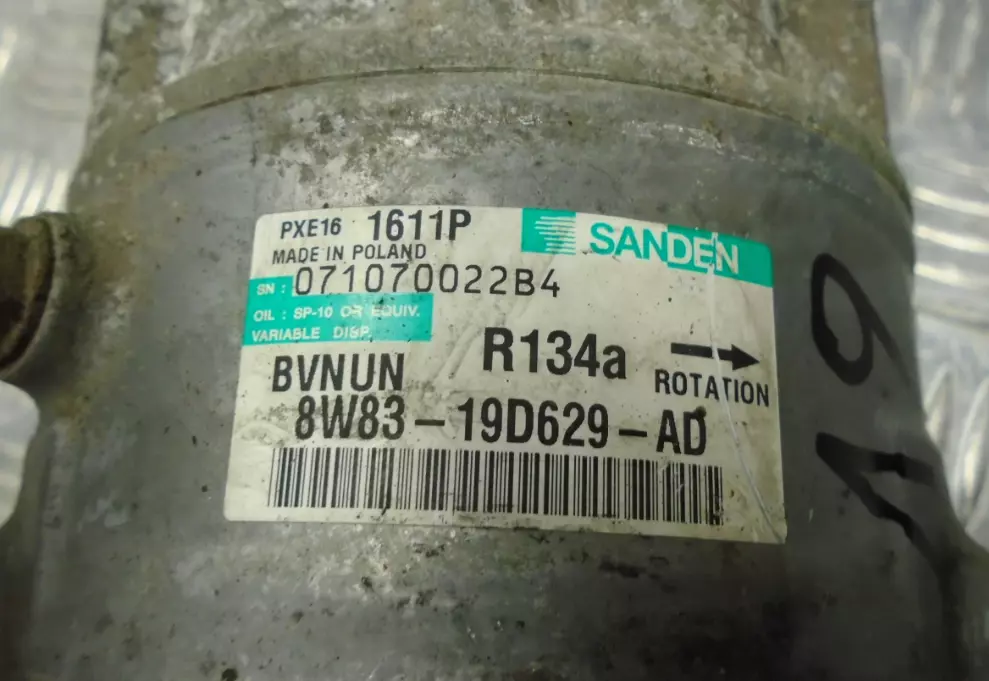 PXE16 1611P
SANDEN
MADE IN POLAND
SN : 071070022B4
OIL : SP-10 OR EQUIV.
VARIABLE DISP.
BVNUN R134a
ROTATION
8W83-19D629-AD
19